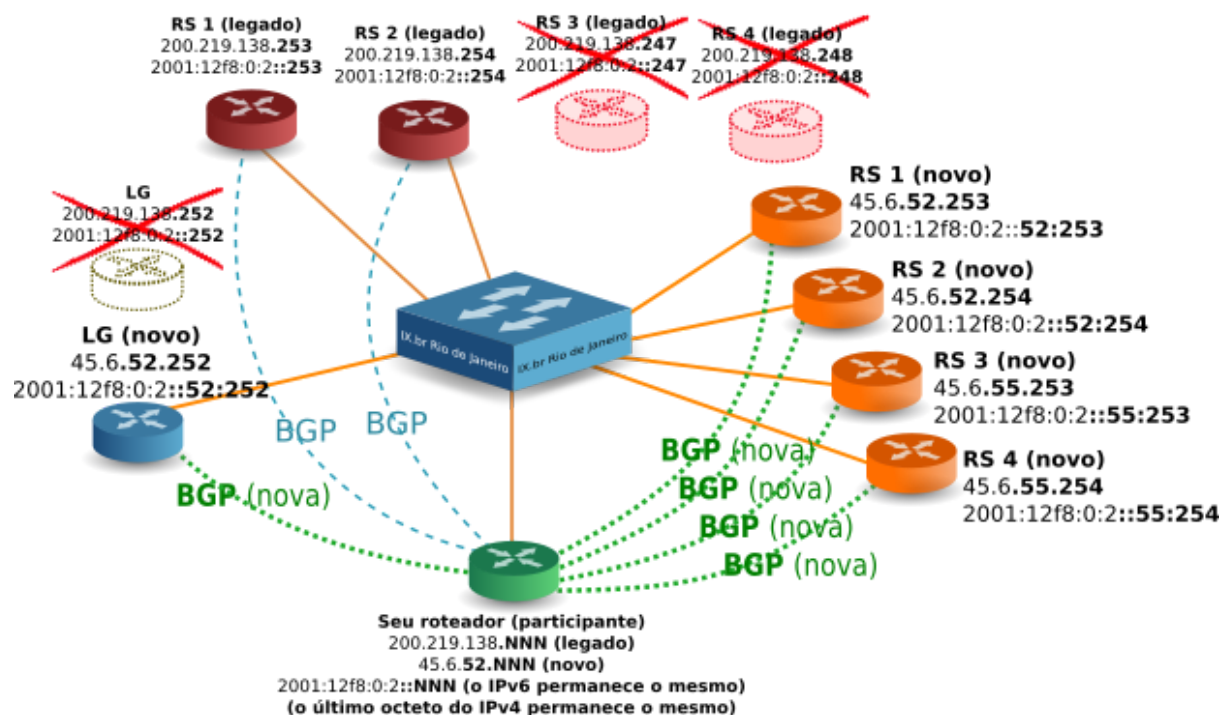 RS 1 (legado)
200.219.138.253
2001:12f8:0:2::253
RS 2 (legado)
200.219.138.254
2001:12f8:0:2::254
RS 3 (legado)
200.219.138.247
2001:12f8:0:2::247
RS 4 (legado)
200.219.138.248
2001:12f8:0:2::248
LG
200.219.138.252
2001:12f8:0:2::252
RS 1 (novo)
45.6.52.253
2001:12f8:0:2::52:253
RS 2 (novo)
45.6.52.254
2001:12f8:0:2::52:254
LG (novo)
45.6.52.252
2001:12f8:0:2::52:252
IX.br Rio de Janeiro
IX.br Rio de Janeiro
RS 3 (novo)
45.6.55.253
2001:12f8:0:2::55:253
RS 4 (novo)
45.6.55.254
2001:12f8:0:2::55:254
BGP
BGP
BGP (nova)
BGP (nova)
BGP (nova)
BGP (nova)
BGP (nova)
Seu roteador (participante)
200.219.138.NNN (legado)
45.6.52.NNN (novo)
2001:12f8:0:2::NNN (o IPv6 permanece o mesmo)
(o último octeto do IPv4 permanece o mesmo)